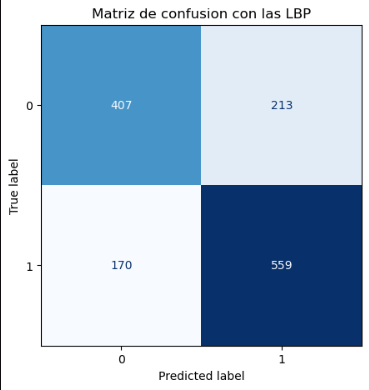 Matriz de confusion con las LBP
0
407
213
True label
1
170
559
0
1
Predicted label